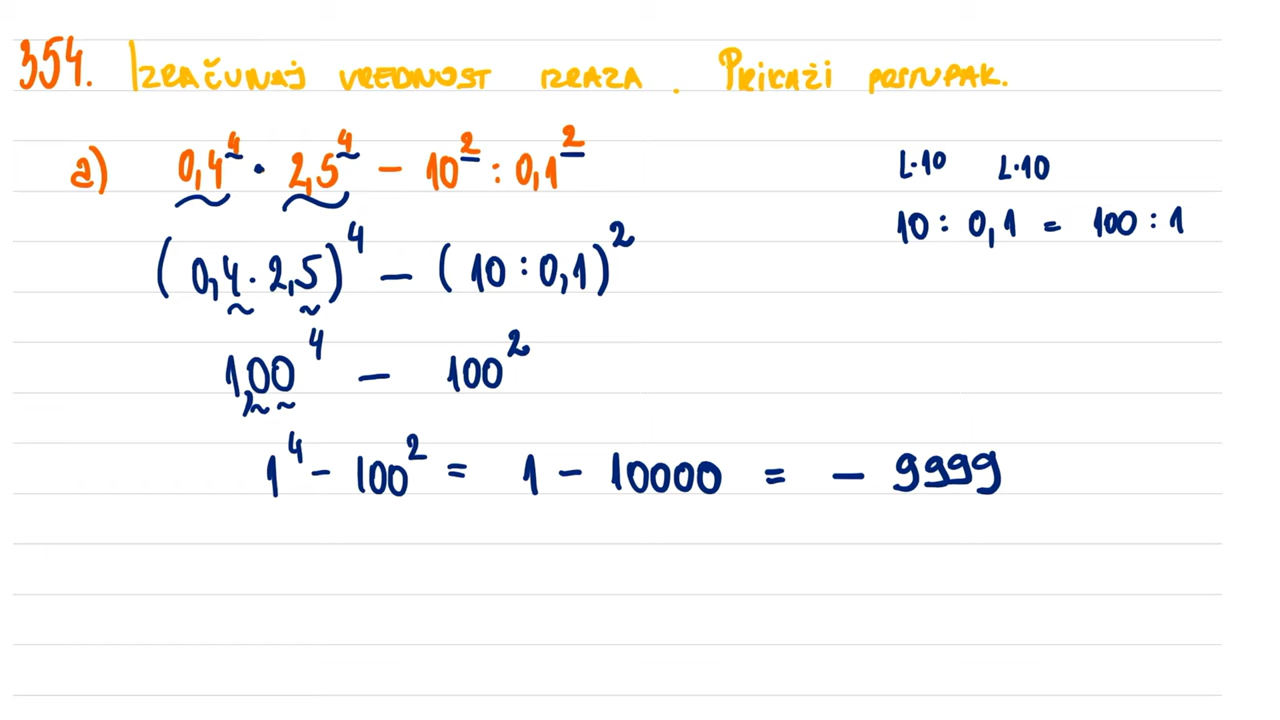 354. Izračunaj vrednost izraza. Prikaži postupak.
a) 0,4⁴ · 2,5⁴ − 10² : 0,1²
L·10 L·10
10 : 0,1 = 100 : 1
(0,4 · 2,5)⁴ − (10 : 0,1)²
1,00⁴ − 100²
1⁴ − 100² = 1 − 10000 = − 9999